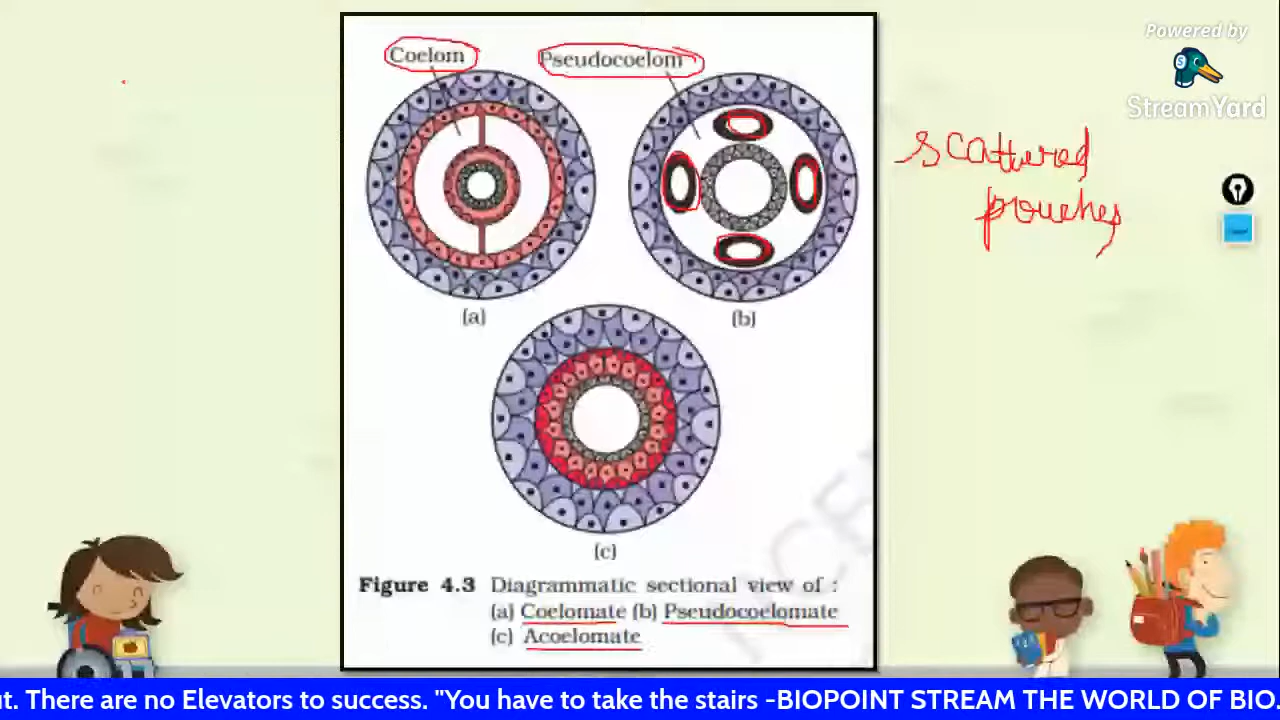 Powered by
StreamYard
Coelom
Pseudocoelom
scattered
pouches
(a)
(b)
(c)
Figure 4.3 Diagrammatic sectional view of :
(a) Coelomate (b) Pseudocoelomate
(c) Acoelomate
There are no Elevators to success. "You have to take the stairs -BIOPOINT STREAM THE WORLD OF BIO.